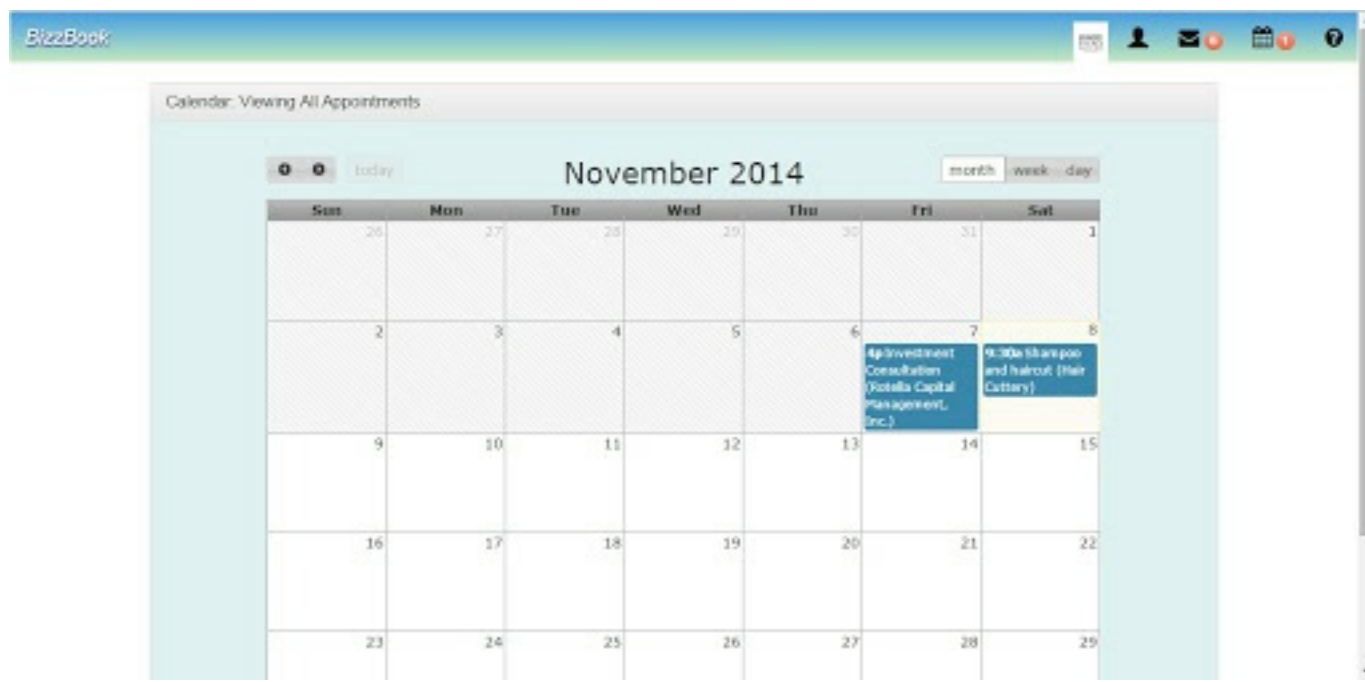 BizzBook
1
Calendar: Viewing All Appointments
today
November 2014
month week day
Sun Mon Tue Wed Thu Fri Sat
26 27 28 29 30 31 1
2 3 4 5 6 7 8
4p Investment
Consultation
(Rotella Capital
Management,
Inc.)
9:30a Shampoo
and haircut (Hair
Cuttery)
9 10 11 12 13 14 15
16 17 18 19 20 21 22
23 24 25 26 27 28 29